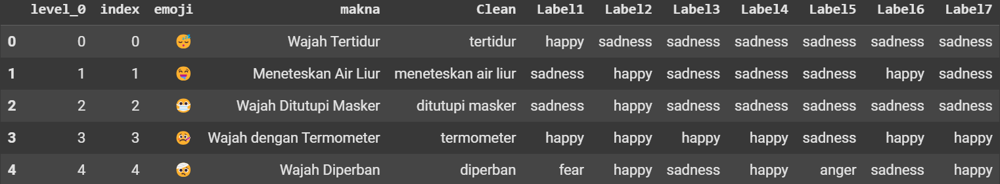 level_0 index emoji makna Clean Label1 Label2 Label3 Label4 Label5 Label6 Label7
0 0 0 😴 Wajah Tertidur tertidur happy sadness sadness sadness sadness sadness sadness
1 1 1 🤤 Meneteskan Air Liur meneteskan air liur sadness happy sadness sadness sadness happy sadness
2 2 2 😷 Wajah Ditutupi Masker ditutupi masker sadness happy sadness sadness sadness sadness sadness
3 3 3 🤒 Wajah dengan Termometer termometer happy happy happy happy sadness happy happy
4 4 4 🤕 Wajah Diperban diperban fear happy sadness happy anger sadness happy